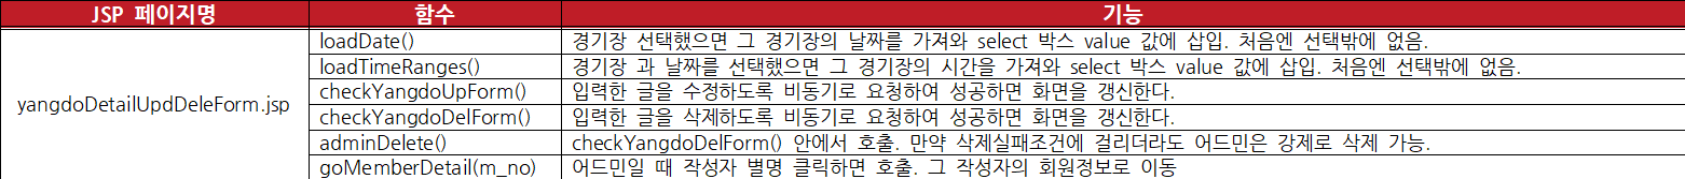 JSP 페이지명 함수 기능
loadDate() 경기장 선택했으면 그 경기장의 날짜를 가져와 select 박스 value 값에 삽입. 처음엔 선택밖에 없음.
loadTimeRanges() 경기장 과 날짜를 선택했으면 그 경기장의 시간을 가져와 select 박스 value 값에 삽입. 처음엔 선택밖에 없음.
checkYangdoUpForm() 입력한 글을 수정하도록 비동기로 요청하여 성공하면 화면을 갱신한다.
yangdoDetailUpdDeleForm.jsp
checkYangdoDelForm() 입력한 글을 삭제하도록 비동기로 요청하여 성공하면 화면을 갱신한다.
adminDelete() checkYangdoDelForm() 안에서 호출. 만약 삭제실패조건에 걸리더라도 어드민은 강제로 삭제 가능.
goMemberDetail(m_no) 어드민일 때 작성자 별명 클릭하면 호출. 그 작성자의 회원정보로 이동